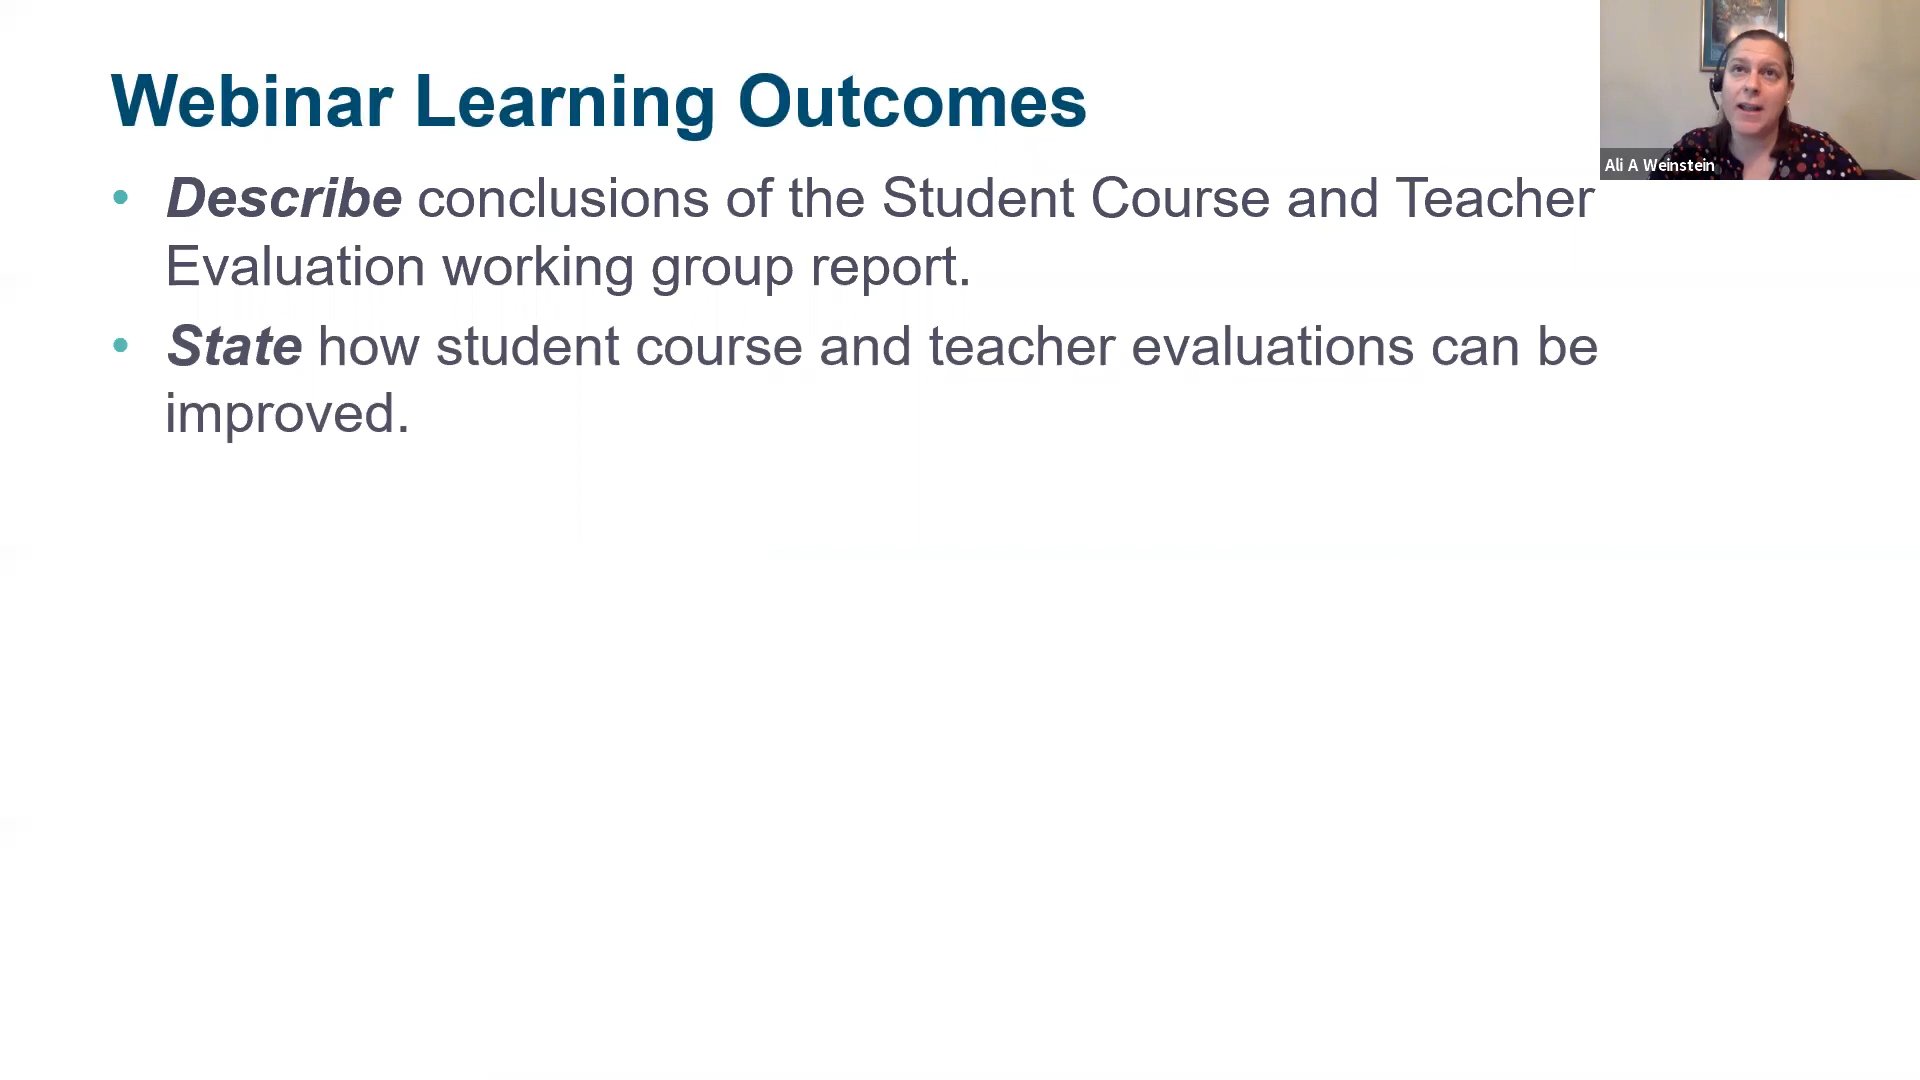 Webinar Learning Outcomes
• Describe conclusions of the Student Course and Teacher
Evaluation working group report.
• State how student course and teacher evaluations can be
improved.
Ali A Weinstein